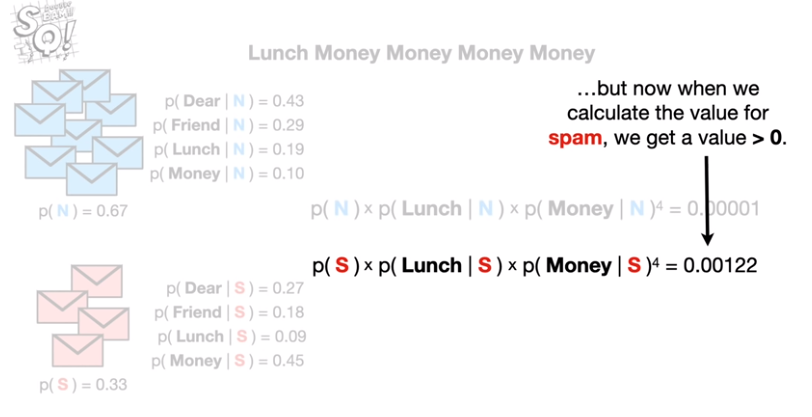 Lunch Money Money Money Money
p( Dear | N ) = 0.43
p( Friend | N ) = 0.29
p( Lunch | N ) = 0.19
p( Money | N ) = 0.10
p( N ) = 0.67
…but now when we
calculate the value for
spam, we get a value > 0.
p( N ) × p( Lunch | N ) × p( Money | N )⁴ = 0.00001
p( S ) × p( Lunch | S ) × p( Money | S )⁴ = 0.00122
p( Dear | S ) = 0.27
p( Friend | S ) = 0.18
p( Lunch | S ) = 0.09
p( Money | S ) = 0.45
p( S ) = 0.33